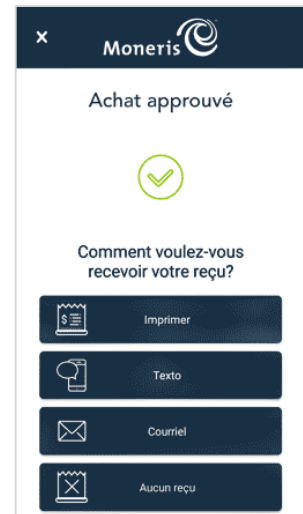 ×
Moneris
Achat approuvé
Comment voulez-vous
recevoir votre reçu?
Imprimer
Texto
Courriel
Aucun reçu